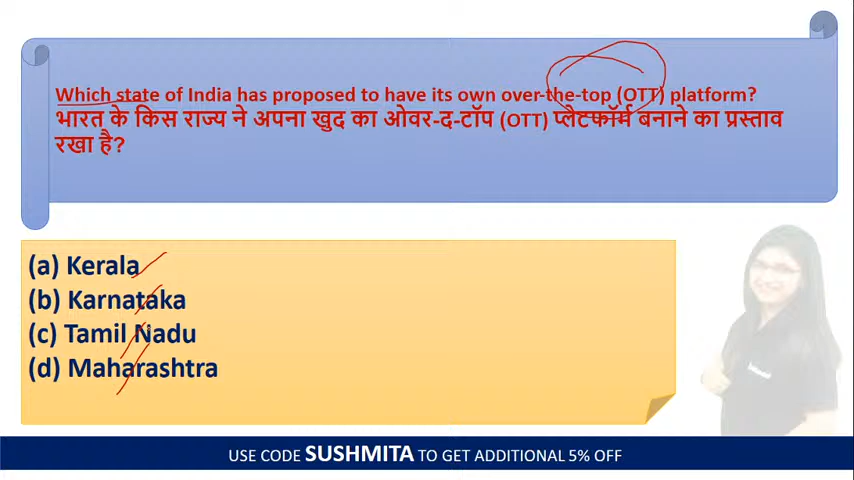 Which state of India has proposed to have its own over-the-top (OTT) platform?
भारत के किस राज्य ने अपना खुद का ओवर-द-टॉप (OTT) प्लैटफॉर्म बनाने का प्रस्ताव
रखा है?
(a) Kerala
(b) Karnataka
(c) Tamil Nadu
(d) Maharashtra
USE CODE SUSHMITA TO GET ADDITIONAL 5% OFF